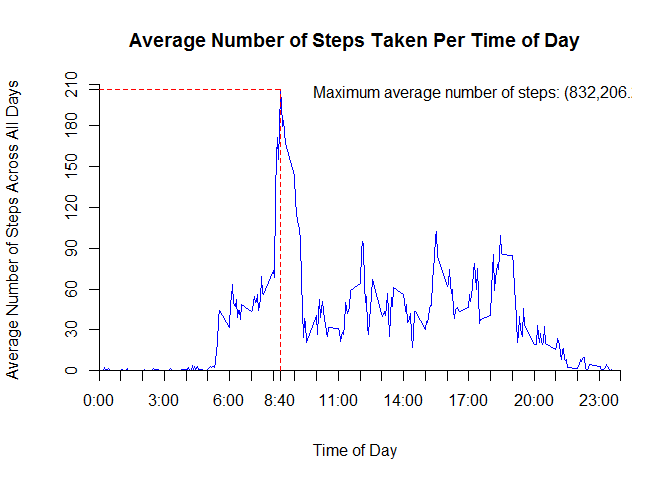 Average Number of Steps Taken Per Time of Day
Maximum average number of steps: (832,206.
Average Number of Steps Across All Days
210
180
150
120
90
60
30
0
0:00 3:00 6:00 8:40 11:00 14:00 17:00 20:00 23:00
Time of Day